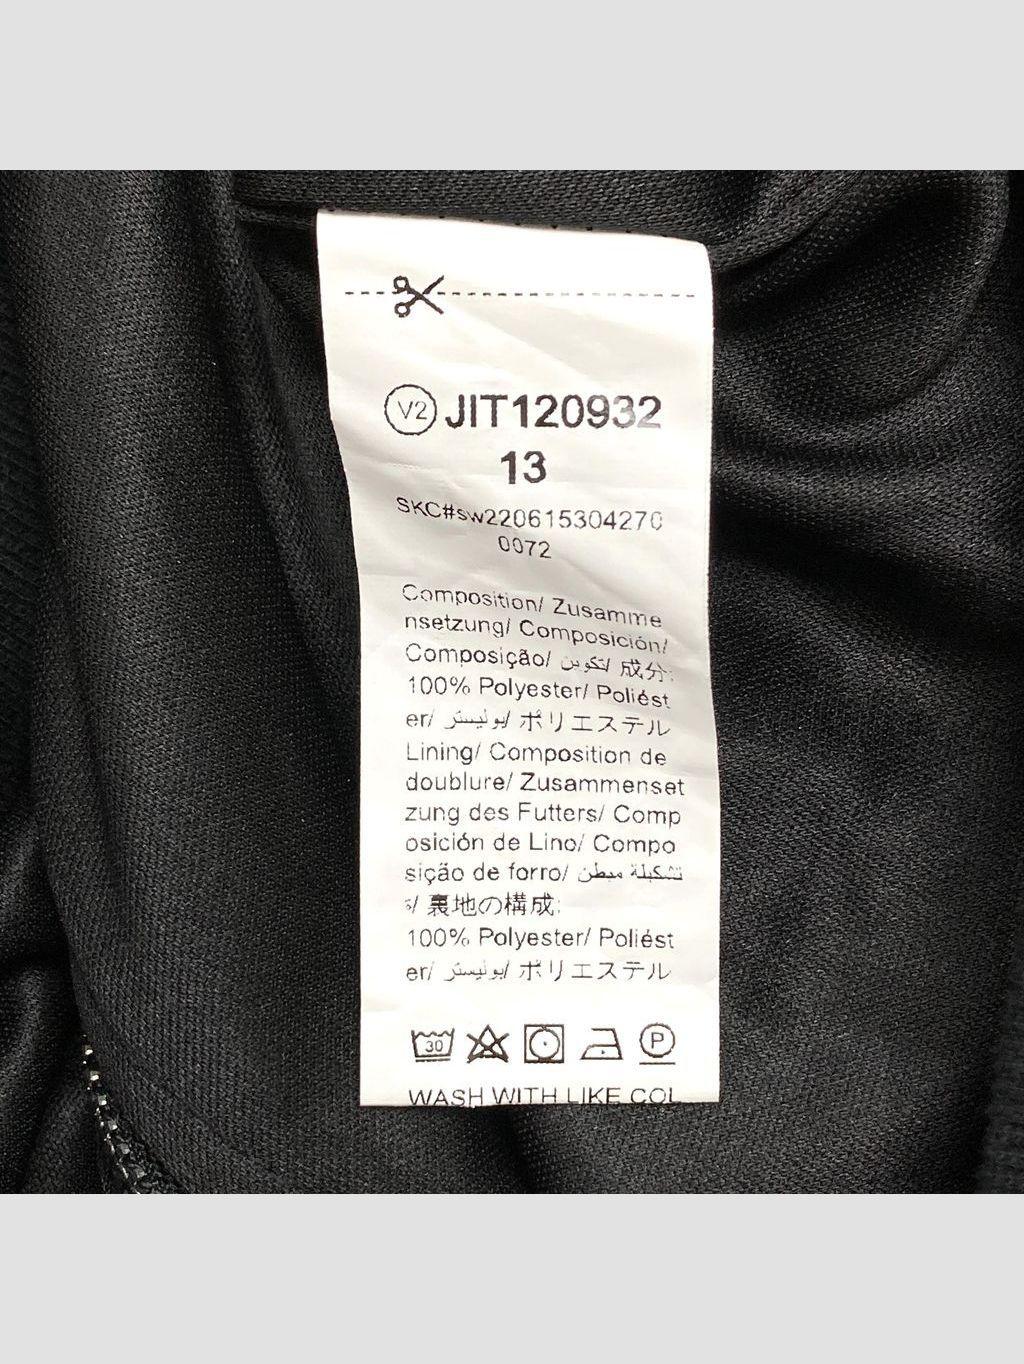 V2 JIT120932
13
SKC#sw220615304270
0072
Composition/ Zusamme
nsetzung/ Composición/
Composição/ لتكوين/ 成分:
100% Polyester/ Poliést
er/ بوليستر/ ポリエステル
Lining/ Composition de
doublure/ Zusammenset
zung des Futters/ Comp
osición de Lino/ Compo
sição de forro/ تشكيلة مبطن
ة/ 裏地の構成:
100% Polyester/ Poliést
er/ بوليستر/ ポリエステル
30 P
WASH WITH LIKE COL